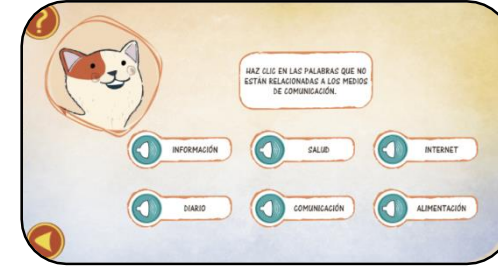 ?
HAZ CLIC EN LAS PALABRAS QUE NO
ESTÁN RELACIONADAS A LOS MEDIOS
DE COMUNICACIÓN.
INFORMACIÓN
SALUD
INTERNET
DIARIO
COMUNICACIÓN
ALIMENTACIÓN